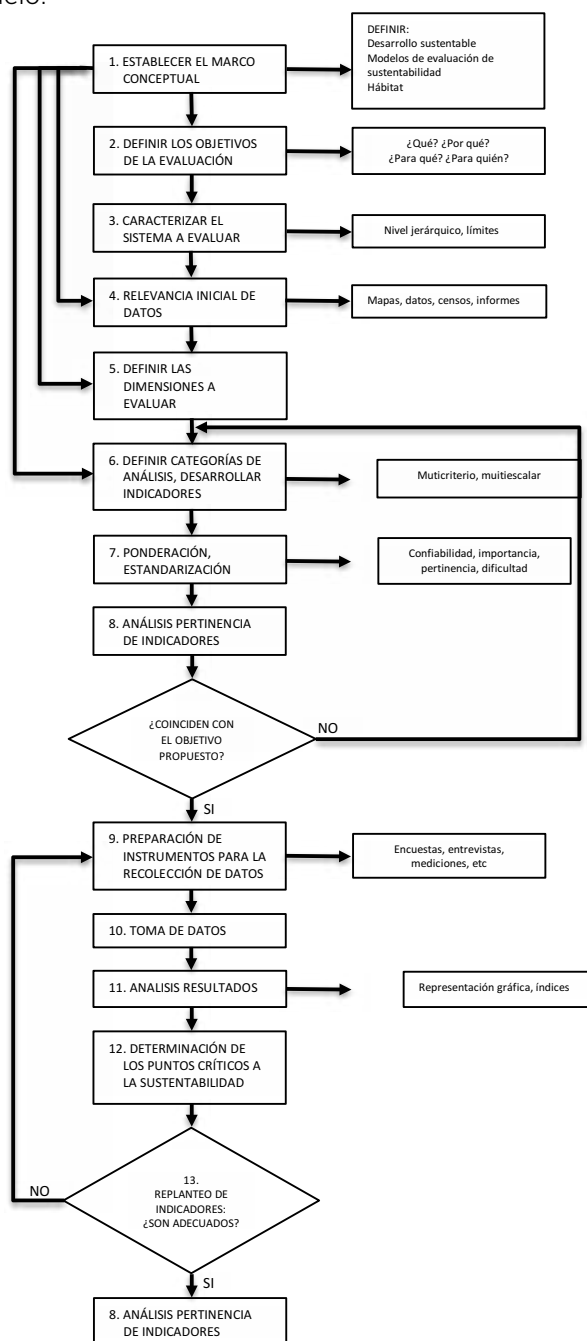 DEFINIR:
Desarrollo sustentable
Modelos de evaluación de
sustentabilidad
Hábitat
1. ESTABLECER EL MARCO
CONCEPTUAL
2. DEFINIR LOS OBJETIVOS
DE LA EVALUACIÓN
¿Qué? ¿Por qué?
¿Para qué? ¿Para quién?
3. CARACTERIZAR EL
SISTEMA A EVALUAR
Nivel jerárquico, límites
4. RELEVANCIA INICIAL DE
DATOS
Mapas, datos, censos, informes
5. DEFINIR LAS
DIMENSIONES A
EVALUAR
6. DEFINIR CATEGORÍAS DE
ANÁLISIS, DESARROLLAR
INDICADORES
Muticriterio, muitiescalar
7. PONDERACIÓN,
ESTANDARIZACIÓN
Confiabilidad, importancia,
pertinencia, dificultad
8. ANÁLISIS PERTINENCIA
DE INDICADORES
¿COINCIDEN CON
EL OBJETIVO
PROPUESTO?
NO
SI
9. PREPARACIÓN DE
INSTRUMENTOS PARA LA
RECOLECCIÓN DE DATOS
Encuestas, entrevistas,
mediciones, etc
10. TOMA DE DATOS
11. ANALISIS RESULTADOS
Representación gráfica, índices
12. DETERMINACIÓN DE
LOS PUNTOS CRÍTICOS A
LA SUSTENTABILIDAD
13.
REPLANTEO DE
INDICADORES:
¿SON ADECUADOS?
NO
SI
8. ANÁLISIS PERTINENCIA
DE INDICADORES